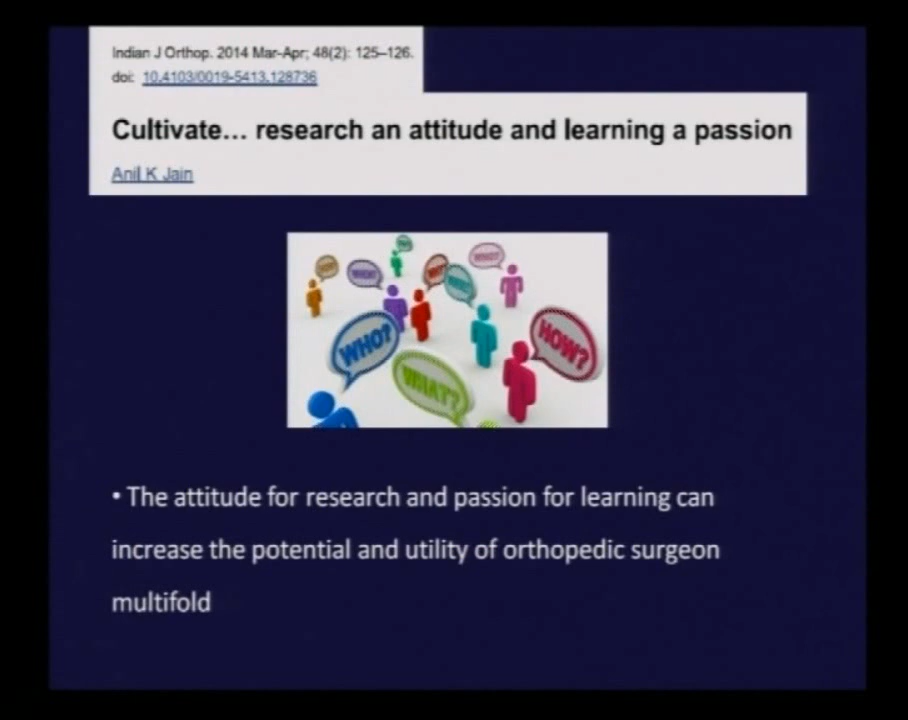 Indian J Orthop. 2014 Mar-Apr; 48(2): 125–126.
doi: 10.4103/0019-5413.128736
Cultivate... research an attitude and learning a passion
Anil K Jain
WHO?
WHAT?
HOW?
• The attitude for research and passion for learning can
increase the potential and utility of orthopedic surgeon
multifold